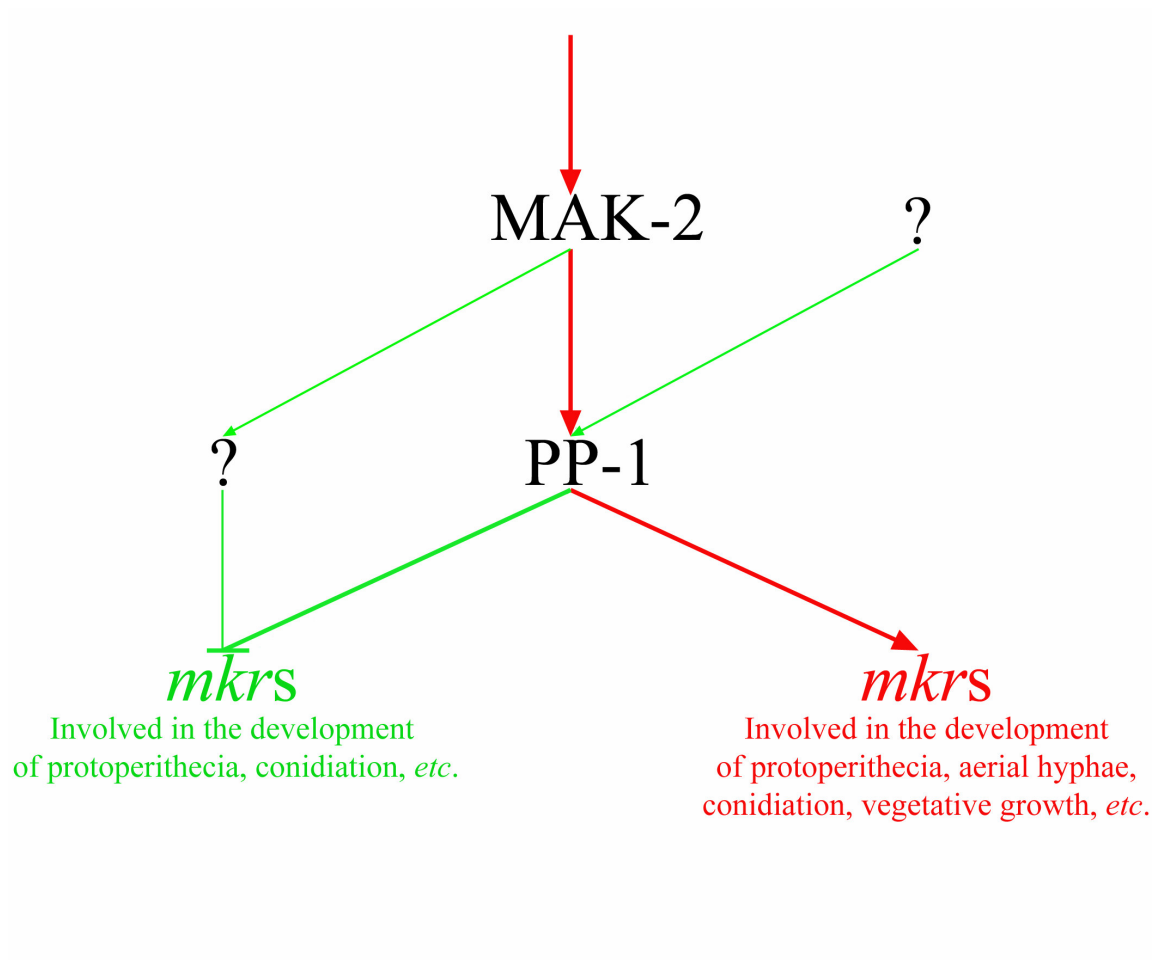 MAK-2
?
?
PP-1
mkrs
Involved in the development
of protoperithecia, conidiation, etc.
mkrs
Involved in the development
of protoperithecia, aerial hyphae,
conidiation, vegetative growth, etc.